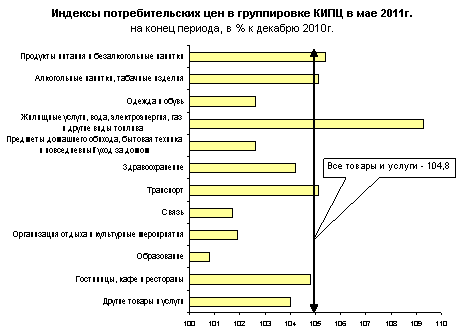 Индексы потребительских цен в группировке КИПЦ в мае 2011г.
на конец периода, в % к декабрю 2010г.
Продукты питания и безалкогольные напитки
Алкогольные напитки, табачные изделия
Одежда и обувь
Жилищные услуги, вода, электроэнергия, газ
и другие виды топлива
Предметы домашнего обихода, бытовая техника
и повседневный уход за домом
Здравоохранение
Все товары и услуги - 104,8
Транспорт
Связь
Организация отдыха и культурные мероприятия
Образование
Гостиницы, кафе и рестораны
Другие товары и услуги
100 101 102 103 104 105 106 107 108 109 110